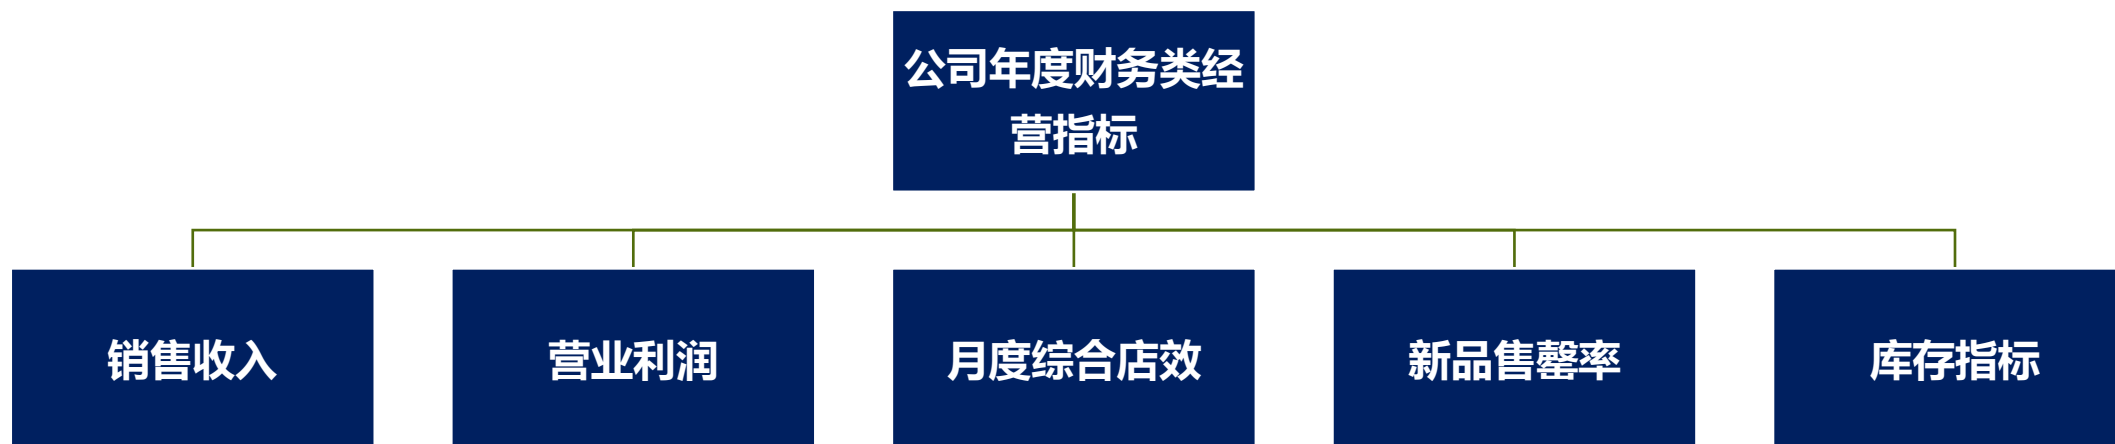 公司年度财务类经
营指标
销售收入
营业利润
月度综合店效
新品售罄率
库存指标